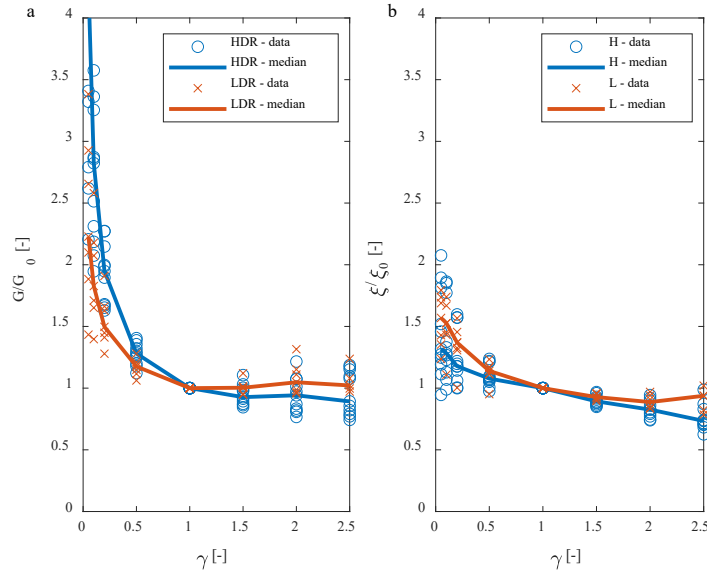 a
4
3.5
3
2.5
2
1.5
1
0.5
0
G/G 0 [-]
0 0.5 1 1.5 2 2.5
γ [-]
HDR - data
HDR - median
LDR - data
LDR - median
b
4
3.5
3
2.5
2
1.5
1
0.5
0
ξ/ξ0 [-]
0 0.5 1 1.5 2 2.5
γ [-]
H - data
H - median
L - data
L - median